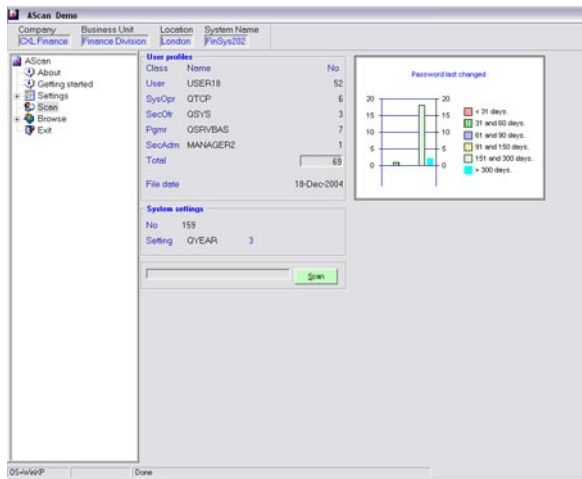 AScan Demo
Company Business Unit Location System Name
CXL Finance Finance Division London FinSys202
AScan
About
Getting started
Settings
Scan
Browse
Exit
User profiles
Class Name No
User USER18 52
SysOpr QTCP 6
SecOfr QSYS 3
Pgmr QSRVBAS 7
SecAdm MANAGER2 1
Total 69
File date 18-Dec-2004
System settings
No 159
Setting QYEAR 3
Scan
Password last changed
20 20
15 15
10 10
5 5
0 0
< 31 days.
31 and 60 days.
61 and 90 days.
91 and 150 days.
151 and 300 days.
> 300 days.
OS=WinXP Done